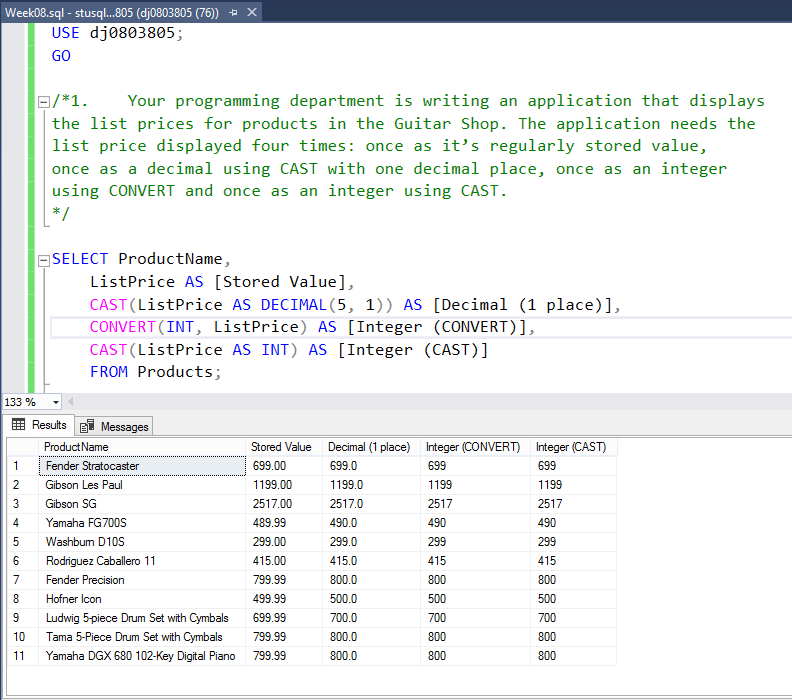 Week08.sql - stusql...805 (dj0803805 (76))
USE dj0803805;
GO
/*1. Your programming department is writing an application that displays
the list prices for products in the Guitar Shop. The application needs the
list price displayed four times: once as it’s regularly stored value,
once as a decimal using CAST with one decimal place, once as an integer
using CONVERT and once as an integer using CAST.
*/
SELECT ProductName,
ListPrice AS [Stored Value],
CAST(ListPrice AS DECIMAL(5, 1)) AS [Decimal (1 place)],
CONVERT(INT, ListPrice) AS [Integer (CONVERT)],
CAST(ListPrice AS INT) AS [Integer (CAST)]
FROM Products;
133 %
Results Messages
ProductName Stored Value Decimal (1 place) Integer (CONVERT) Integer (CAST)
1 Fender Stratocaster 699.00 699.0 699 699
2 Gibson Les Paul 1199.00 1199.0 1199 1199
3 Gibson SG 2517.00 2517.0 2517 2517
4 Yamaha FG700S 489.99 490.0 490 490
5 Washburn D10S 299.00 299.0 299 299
6 Rodriguez Caballero 11 415.00 415.0 415 415
7 Fender Precision 799.99 800.0 800 800
8 Hofner Icon 499.99 500.0 500 500
9 Ludwig 5-piece Drum Set with Cymbals 699.99 700.0 700 700
10 Tama 5-Piece Drum Set with Cymbals 799.99 800.0 800 800
11 Yamaha DGX 680 102-Key Digital Piano 799.99 800.0 800 800